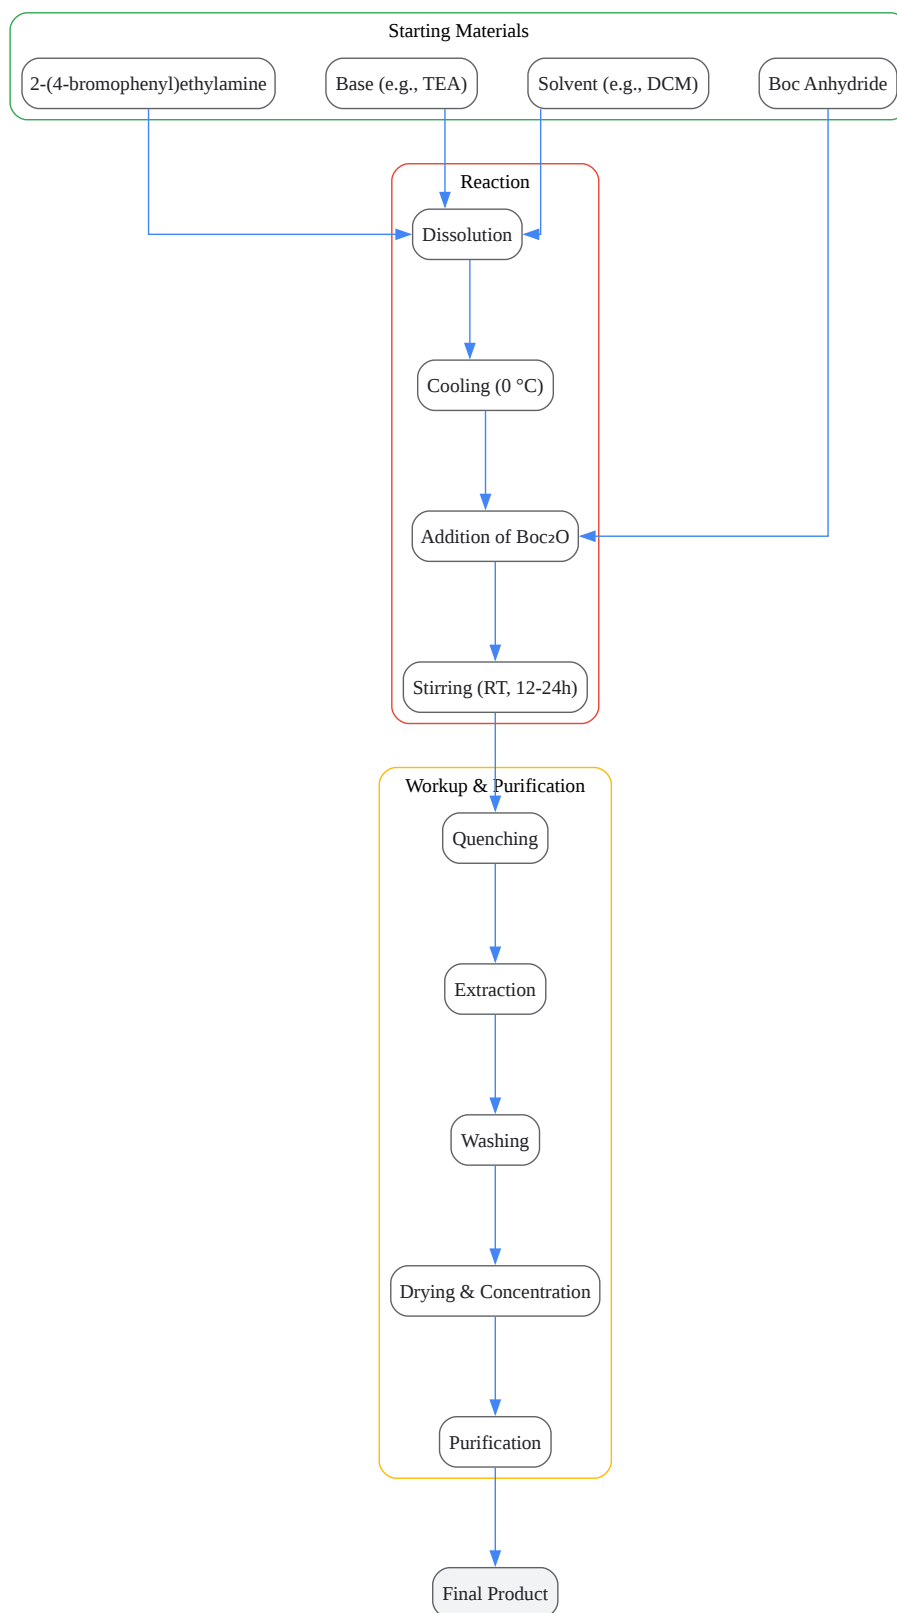 Starting Materials
2-(4-bromophenyl)ethylamine
Base (e.g., TEA)
Solvent (e.g., DCM)
Boc Anhydride
Reaction
Dissolution
Cooling (0 °C)
Addition of Boc₂O
Stirring (RT, 12-24h)
Workup & Purification
Quenching
Extraction
Washing
Drying & Concentration
Purification
Final Product